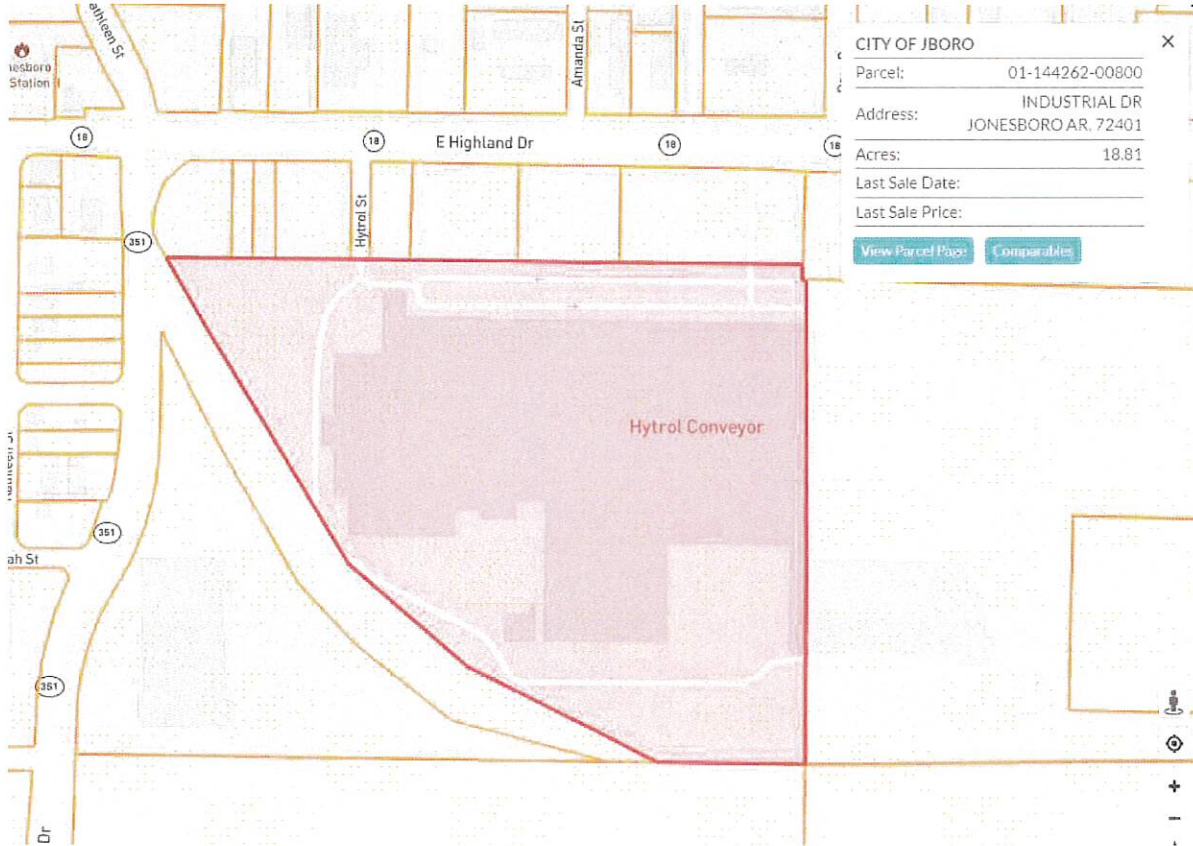 athleen St
Amanda St
nesboro
Station
18
18
E Highland Dr
18
18
Hytrol St
351
Hytrol Conveyor
351
ah St
351
Dr
CITY OF JBORO
Parcel: 01-144262-00800
Address: INDUSTRIAL DR
JONESBORO AR. 72401
Acres: 18.81
Last Sale Date:
Last Sale Price:
View Parcel Page Comparables